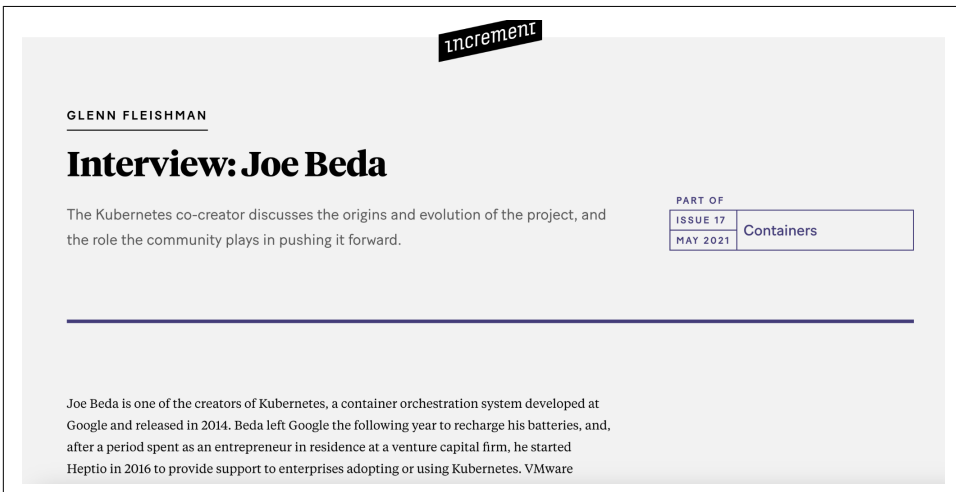 increment
GLENN FLEISHMAN
Interview: Joe Beda
The Kubernetes co-creator discusses the origins and evolution of the project, and
the role the community plays in pushing it forward.
PART OF
ISSUE 17
MAY 2021
Containers
Joe Beda is one of the creators of Kubernetes, a container orchestration system developed at
Google and released in 2014. Beda left Google the following year to recharge his batteries, and,
after a period spent as an entrepreneur in residence at a venture capital firm, he started
Heptio in 2016 to provide support to enterprises adopting or using Kubernetes. VMware